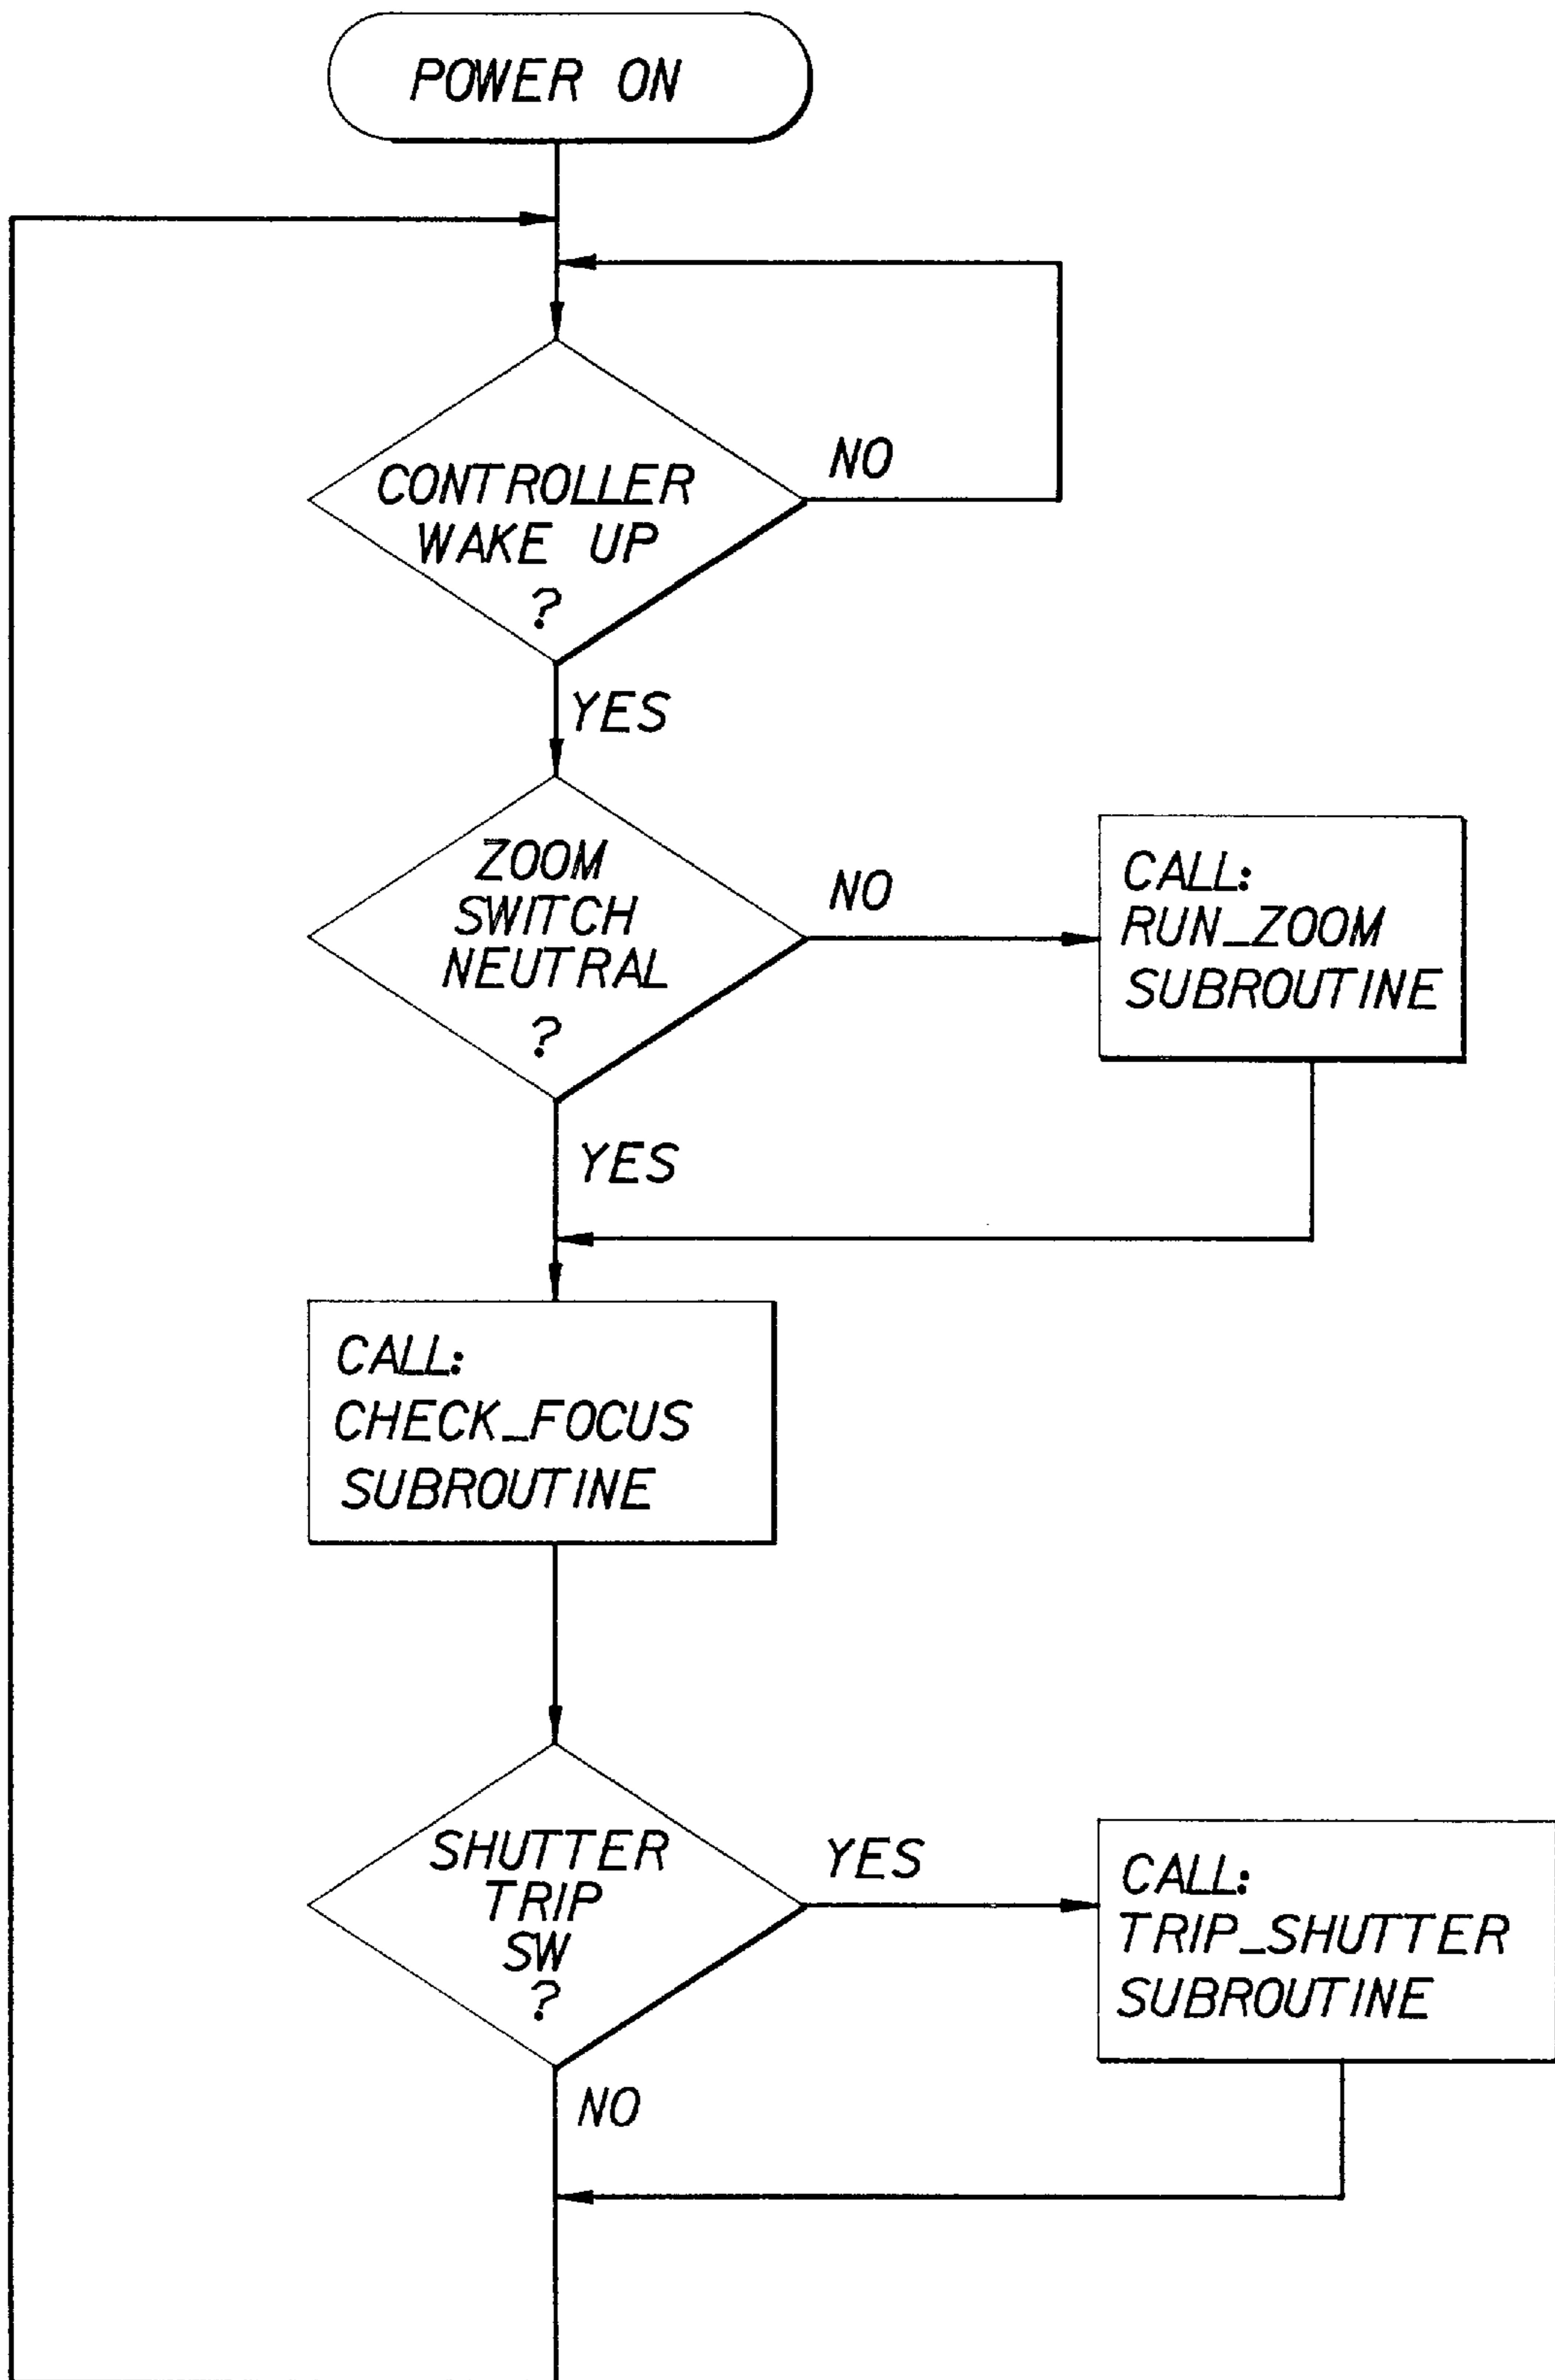 POWER ON
NO
CONTROLLER
WAKE UP
?
YES
ZOOM
SWITCH
NEUTRAL
?
NO
CALL:
RUN_ZOOM
SUBROUTINE
YES
CALL:
CHECK_FOCUS
SUBROUTINE
SHUTTER
TRIP
SW
?
YES
CALL:
TRIP_SHUTTER
SUBROUTINE
NO